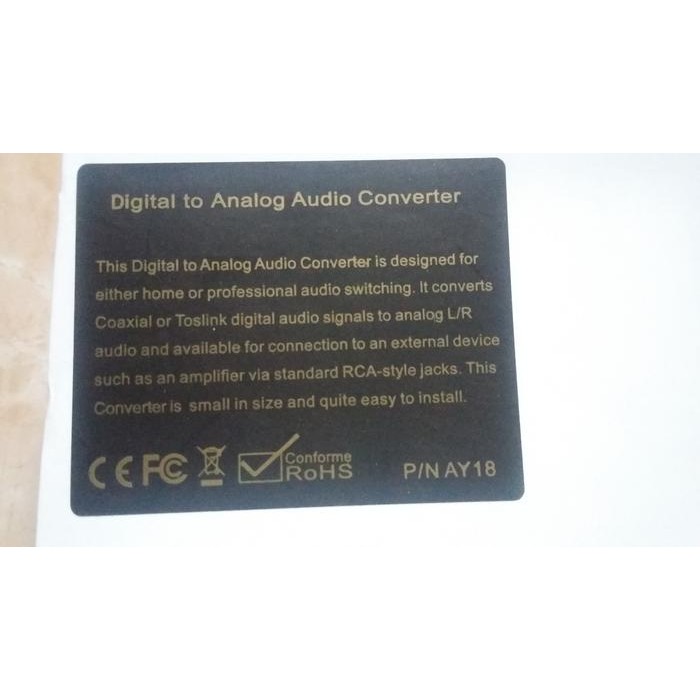 Digital to Analog Audio Converter
This Digital to Analog Audio Converter is designed for
either home or professional audio switching. It converts
Coaxial or Toslink digital audio signals to analog L/R
audio and available for connection to an external device
such as an amplifier via standard RCA-style jacks. This
Converter is small in size and quite easy to install.
CE FC Conforme RoHS P/N AY18